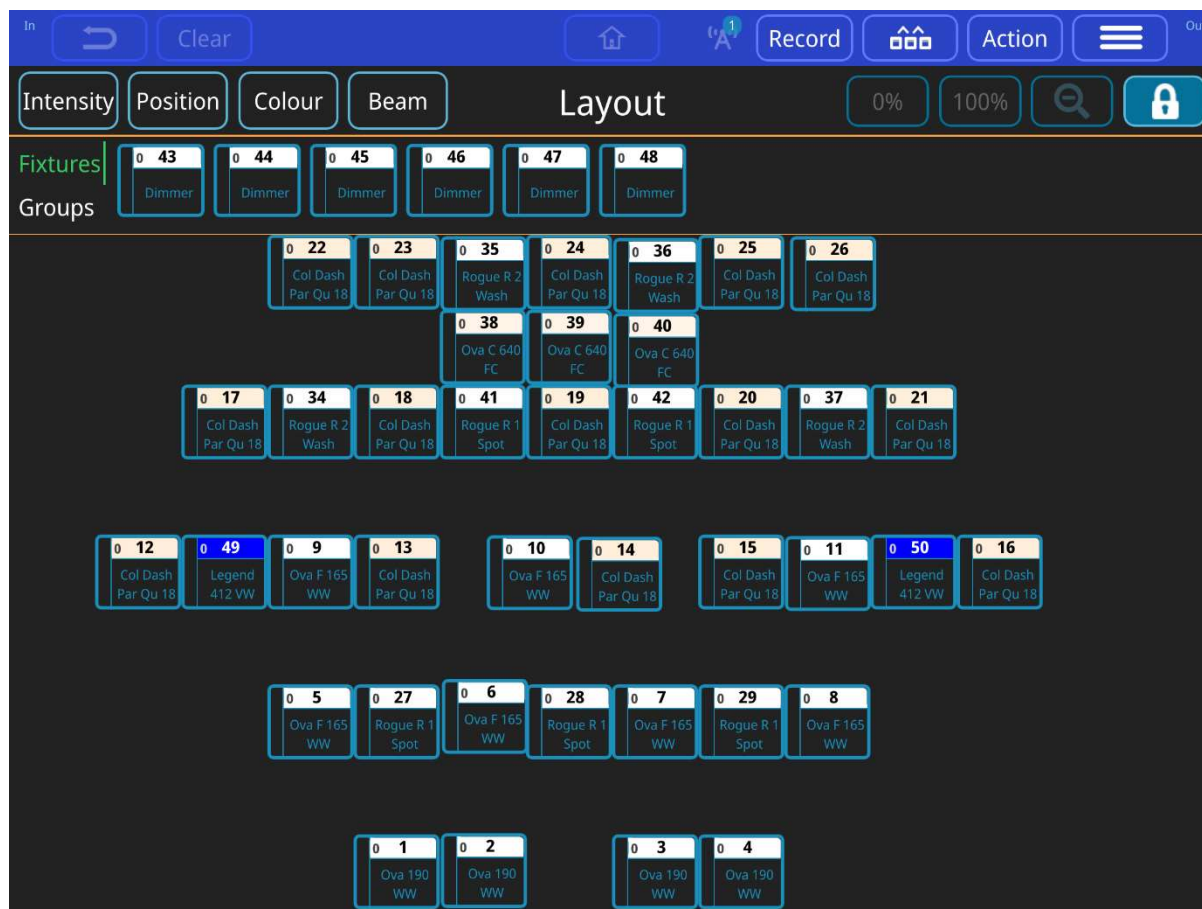 In Clear 1 Record Action Ou
Intensity Position Colour Beam Layout 0% 100%
Fixtures
0 43 0 44 0 45 0 46 0 47 0 48
Dimmer Dimmer Dimmer Dimmer Dimmer Dimmer
Groups
0 22 0 23 0 35 0 24 0 36 0 25 0 26
Col Dash Col Dash Rogue R 2 Col Dash Rogue R 2 Col Dash Col Dash
Par Qu 18 Par Qu 18 Wash Par Qu 18 Wash Par Qu 18 Par Qu 18
0 38 0 39 0 40
Ova C 640 Ova C 640 Ova C 640
FC FC FC
0 17 0 34 0 18 0 41 0 19 0 42 0 20 0 37 0 21
Col Dash Rogue R 2 Col Dash Rogue R 1 Col Dash Rogue R 1 Col Dash Rogue R 2 Col Dash
Par Qu 18 Wash Par Qu 18 Spot Par Qu 18 Spot Par Qu 18 Wash Par Qu 18
0 12 0 49 0 9 0 13 0 10 0 14 0 15 0 11 0 50 0 16
Col Dash Legend Ova F 165 Col Dash Ova F 165 Col Dash Col Dash Ova F 165 Legend Col Dash
Par Qu 18 412 VW WW Par Qu 18 WW Par Qu 18 Par Qu 18 WW 412 VW Par Qu 18
0 5 0 27 0 6 0 28 0 7 0 29 0 8
Ova F 165 Rogue R 1 Ova F 165 Rogue R 1 Ova F 165 Rogue R 1 Ova F 165
WW Spot WW Spot WW Spot WW
0 1 0 2 0 3 0 4
Ova 190 Ova 190 Ova 190 Ova 190
WW WW WW WW